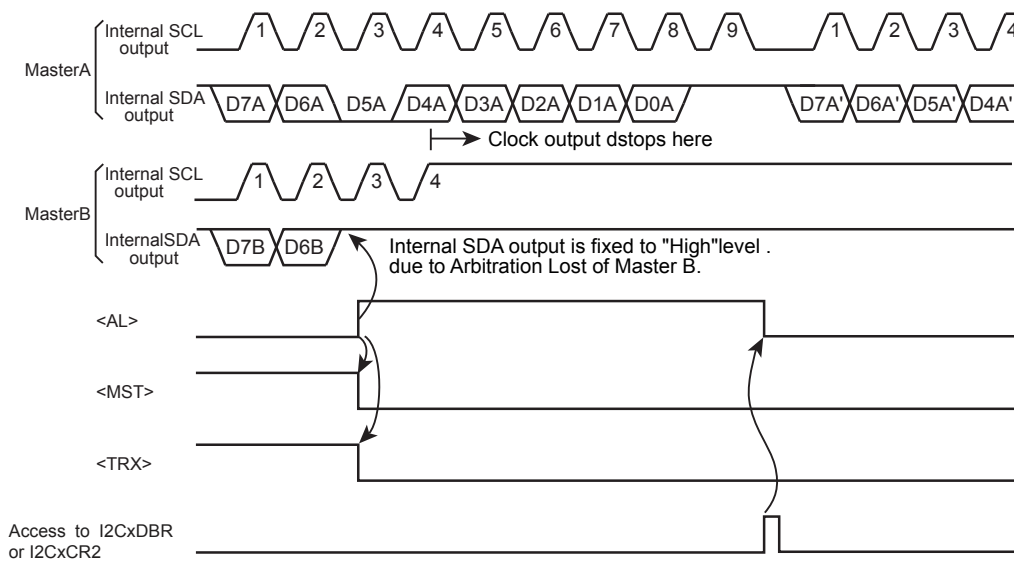 MasterA
Internal SCL
output
1 2 3 4 5 6 7 8 9 1 2 3 4
Internal SDA
output
D7A D6A D5A D4A D3A D2A D1A D0A D7A' D6A' D5A' D4A'
Clock output dstops here
MasterB
Internal SCL
output
1 2 3 4
InternalSDA
output
D7B D6B
Internal SDA output is fixed to "High"level .
due to Arbitration Lost of Master B.
<AL>
<MST>
<TRX>
Access to I2CxDBR
or I2CxCR2